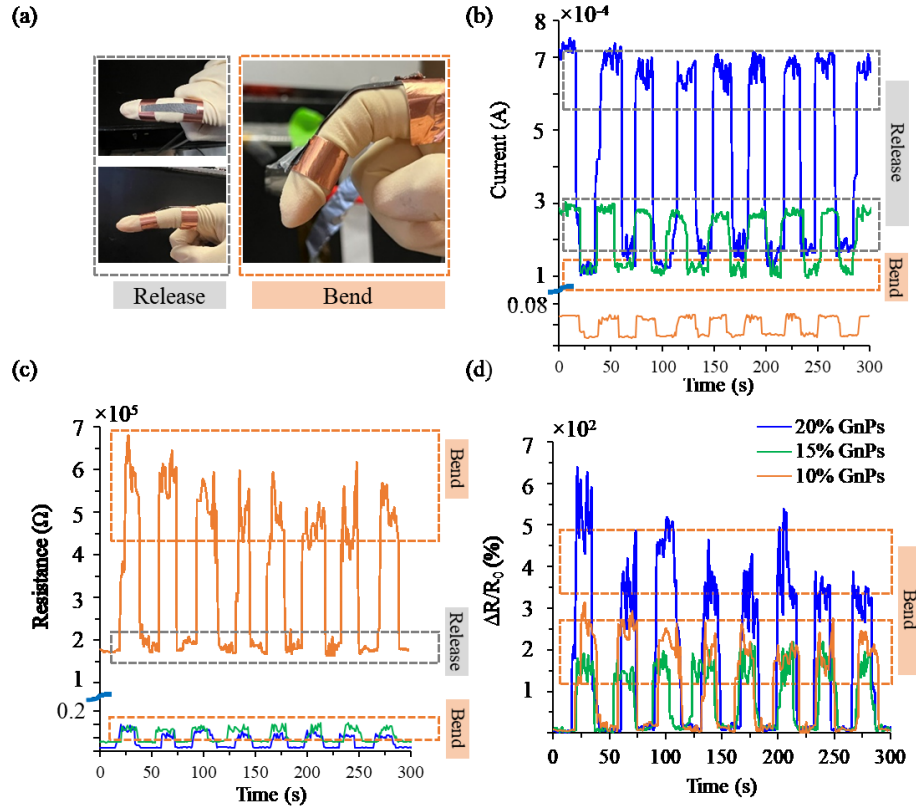 (a)
Release
Bend
(b)
8 ×10⁻⁴
7
5
4
3
1
0.08
Current (A)
0 50 100 150 200 250 300
Time (s)
Release
Bend
(c)
×10⁵
7
6
5
4
2
1
0.2
Resistance (Ω)
0 50 100 150 200 250 300
Time (s)
Bend
Release
Bend
(d)
×10²
7
6
5
4
2
1
ΔR/R₀ (%)
20% GnPs
15% GnPs
10% GnPs
0 50 100 150 200 250 300
Time (s)
Bend